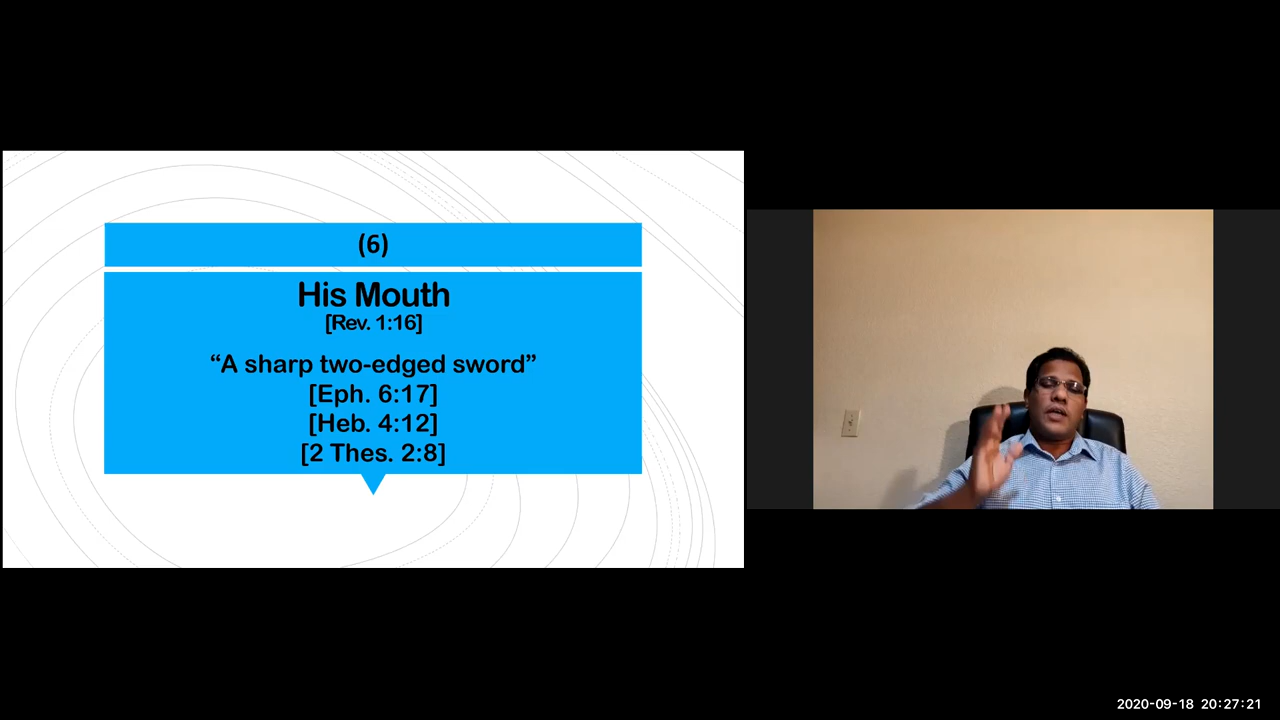 (6)
His Mouth
[Rev. 1:16]
“A sharp two-edged sword”
[Eph. 6:17]
[Heb. 4:12]
[2 Thes. 2:8]
2020-09-18 20:27:21